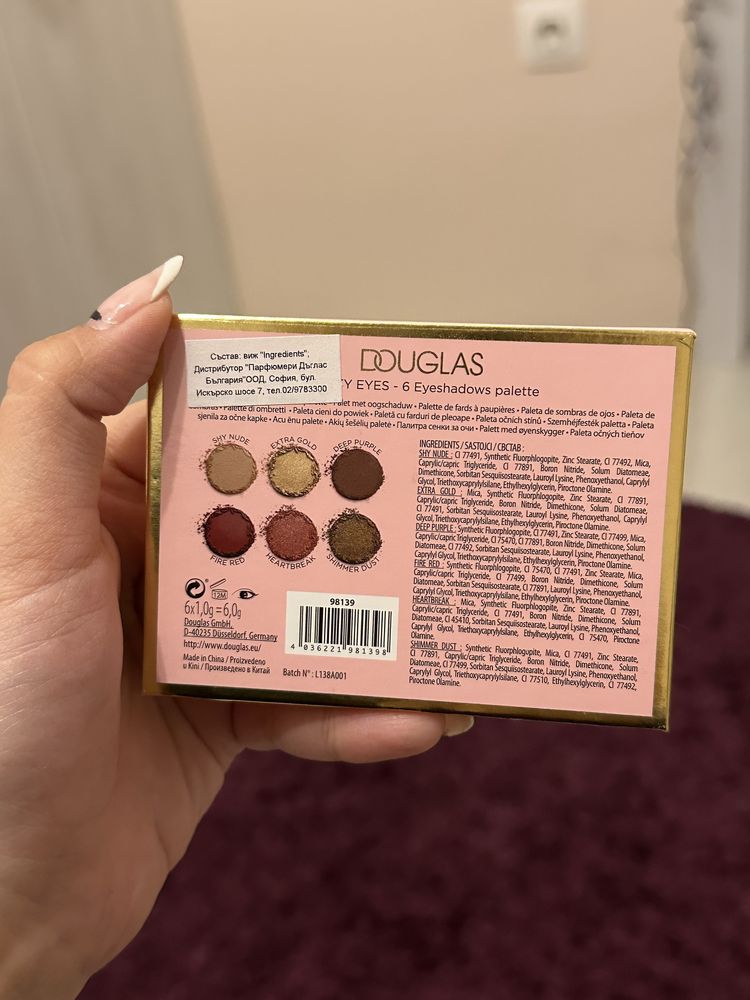 Състав: виж "Ingredients",
Дистрибутор "Парфюмери Дъглас
България"ООД, София, бул.
Искърско шосе 7, тел.02/9783300
DOUGLAS
Y EYES - 6 Eyeshadows palette
Palet met oogschaduw • Palette de fards à paupières • Paleta de sombras de ojos • Paleta de
sombras • Palette di ombretti • Paleta cieni do powiek • Paletă cu farduri de pleoape • Paleta očních stínů • Szemhéjfesték paletta • Paleta
sjenila za očne kapke • Acu ēnu palete • Akių šešėlių paletė • Палитра сенки за очи • Palett med øyenskygger • Paleta očných tieňov
SHY NUDE
EXTRA GOLD
DEEP PURPLE
FIRE RED
HEARTBREAK
SHIMMER DUST
12M
6x1,0g = 6,0g
Douglas GmbH,
D-40235 Düsseldorf, Germany
http://www.douglas.eu/
Made in China / Proizvedeno
u Kini / Произведено в Китай
98139
4 036221 981398
Batch N° : L138A001
INGREDIENTS / SASTOJCI / СЪСТАВ :
SHY NUDE : CI 77491, Synthetic Fluorphlogopite, Zinc Stearate, CI 77492, Mica,
Caprylic/capric Triglyceride, CI 77891, Boron Nitride, Solum Diatomeae,
Dimethicone, Sorbitan Sesquiisostearate, Lauroyl Lysine, Phenoxyethanol, Caprylyl
Glycol, Triethoxycaprylylsilane, Ethylhexylglycerin, Piroctone Olamine.
EXTRA GOLD : Mica, Synthetic Fluorphlogopite, Zinc Stearate, CI 77891,
Caprylic/capric Triglyceride, Boron Nitride, Dimethicone, Solum Diatomeae,
CI 77491, Sorbitan Sesquiisostearate, Lauroyl Lysine, Phenoxyethanol, Caprylyl
Glycol, Triethoxycaprylylsilane, Ethylhexylglycerin, Piroctone Olamine.
DEEP PURPLE : Synthetic Fluorphlogopite, CI 77491, Zinc Stearate, CI 77499, Mica,
Caprylic/capric Triglyceride, CI 75470, CI 77891, Boron Nitride, Dimethicone, Solum
Diatomeae, CI 77492, Sorbitan Sesquiisostearate, Lauroyl Lysine, Phenoxyethanol,
Caprylyl Glycol, Triethoxycaprylylsilane, Ethylhexylglycerin, Piroctone Olamine.
FIRE RED : Synthetic Fluorphlogopite, CI 75470, CI 77491, Zinc Stearate, Mica,
Caprylic/capric Triglyceride, CI 77499, Boron Nitride, Dimethicone, Solum
Diatomeae, Sorbitan Sesquiisostearate, Lauroyl Lysine, CI 77891, Phenoxyethanol,
Caprylyl Glycol, Triethoxycaprylylsilane, Ethylhexylglycerin, Piroctone Olamine.
HEARTBREAK : Mica, Synthetic Fluorphlogopite, Zinc Stearate, CI 77891,
Caprylic/capric Triglyceride, CI 77491, Boron Nitride, Dimethicone, Solum
Diatomeae, CI 45410, Sorbitan Sesquiisostearate, Lauroyl Lysine, Phenoxyethanol,
Caprylyl Glycol, Triethoxycaprylylsilane, Ethylhexylglycerin, CI 75470, Piroctone
Olamine.
SHIMMER DUST : Synthetic Fluorphlogopite, Mica, CI 77491, Zinc Stearate,
Caprylic/capric Triglyceride, CI 77891, Boron Nitride, Dimethicone, Solum
Diatomeae, CI 77499, Sorbitan Sesquiisostearate, Lauroyl Lysine, Phenoxyethanol,
Caprylyl Glycol, Triethoxycaprylylsilane, CI 77510, Ethylhexylglycerin, CI 77492,
Piroctone Olamine.